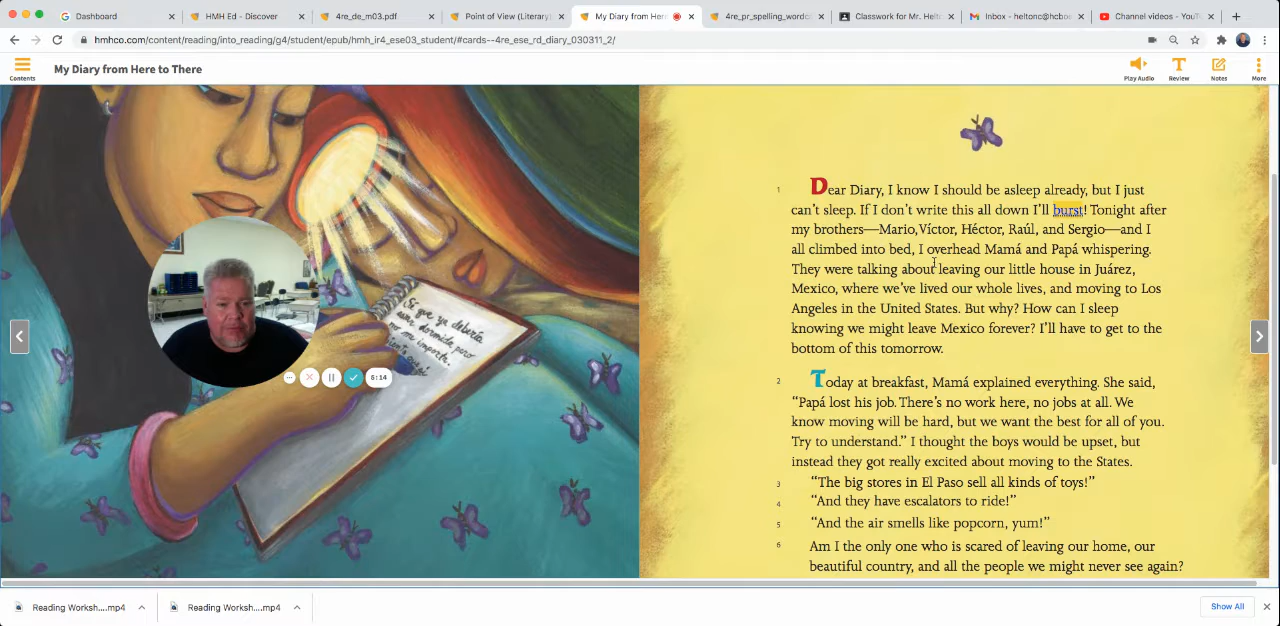 Dashboard
HMH Ed - Discover
4re_de_m03.pdf
Point of View (Literary)
My Diary from Here
4re_pr_spelling_wordc
Classwork for Mr. Helt
Inbox - heltonc@hcboe
Channel videos - YouT
hmhco.com/content/reading/into_reading/g4/student/epub/hmh_ir4_ese03_student/#cards--4re_ese_rd_diary_030311_2/
Contents
My Diary from Here to There
Play Audio
Review
Notes
More
Sé que ya debería
estar dormida, pero
no me importa.
6:14
1 Dear Diary, I know I should be asleep already, but I just
can’t sleep. If I don’t write this all down I’ll burst! Tonight after
my brothers—Mario,Víctor, Héctor, Raúl, and Sergio—and I
all climbed into bed, I overhead Mamá and Papá whispering.
They were talking about leaving our little house in Juárez,
Mexico, where we’ve lived our whole lives, and moving to Los
Angeles in the United States. But why? How can I sleep
knowing we might leave Mexico forever? I’ll have to get to the
bottom of this tomorrow.
2 Today at breakfast, Mamá explained everything. She said,
“Papá lost his job. There’s no work here, no jobs at all. We
know moving will be hard, but we want the best for all of you.
Try to understand.” I thought the boys would be upset, but
instead they got really excited about moving to the States.
3 “The big stores in El Paso sell all kinds of toys!”
4 “And they have escalators to ride!”
5 “And the air smells like popcorn, yum!”
6 Am I the only one who is scared of leaving our home, our
beautiful country, and all the people we might never see again?
Reading Worksh....mp4
Reading Worksh....mp4
Show All